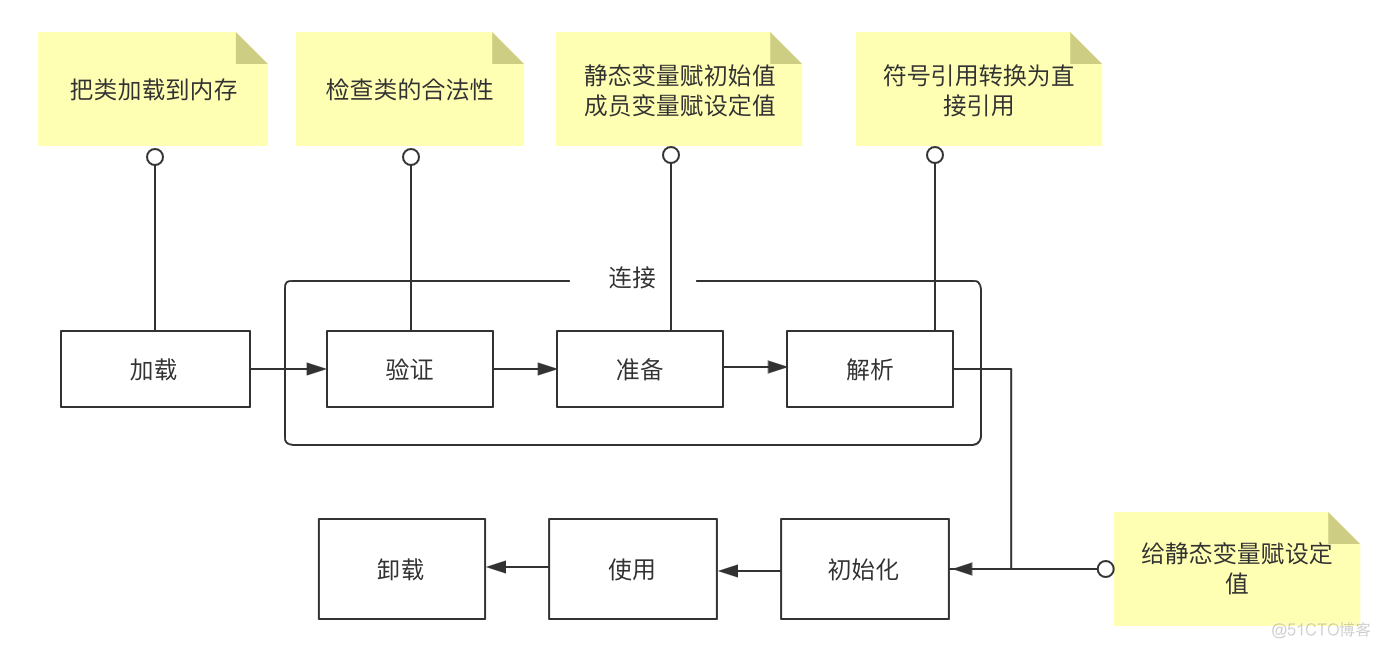 把类加载到内存
检查类的合法性
静态变量赋初始值
成员变量赋设定值
符号引用转换为直
接引用
连接
加载
验证
准备
解析
卸载
使用
初始化
给静态变量赋设定
值
@51CTO博客